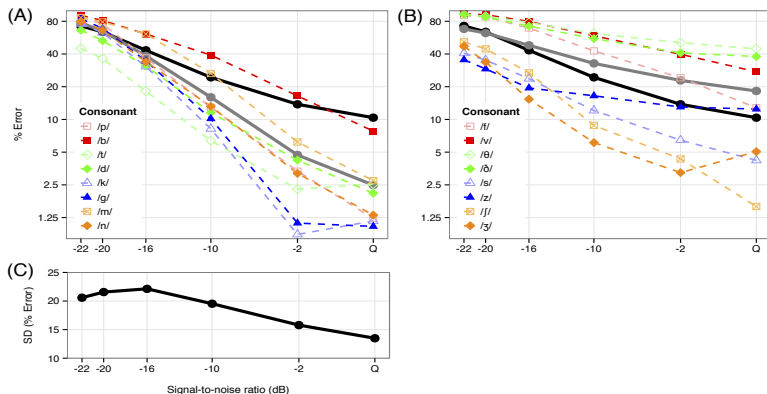 (A)
80
40
20
10
5
2.5
1.25
% Error
Consonant
/p/
/b/
/t/
/d/
/k/
/g/
/m/
/n/
-22 -20 -16 -10 -2 Q
(B)
80
40
20
10
5
2.5
1.25
Consonant
/f/
/v/
/θ/
/ð/
/s/
/z/
/ʃ/
/ʒ/
-22 -20 -16 -10 -2 Q
(C)
25
20
15
10
SD (% Error)
-22 -20 -16 -10 -2 Q
Signal-to-noise ratio (dB)